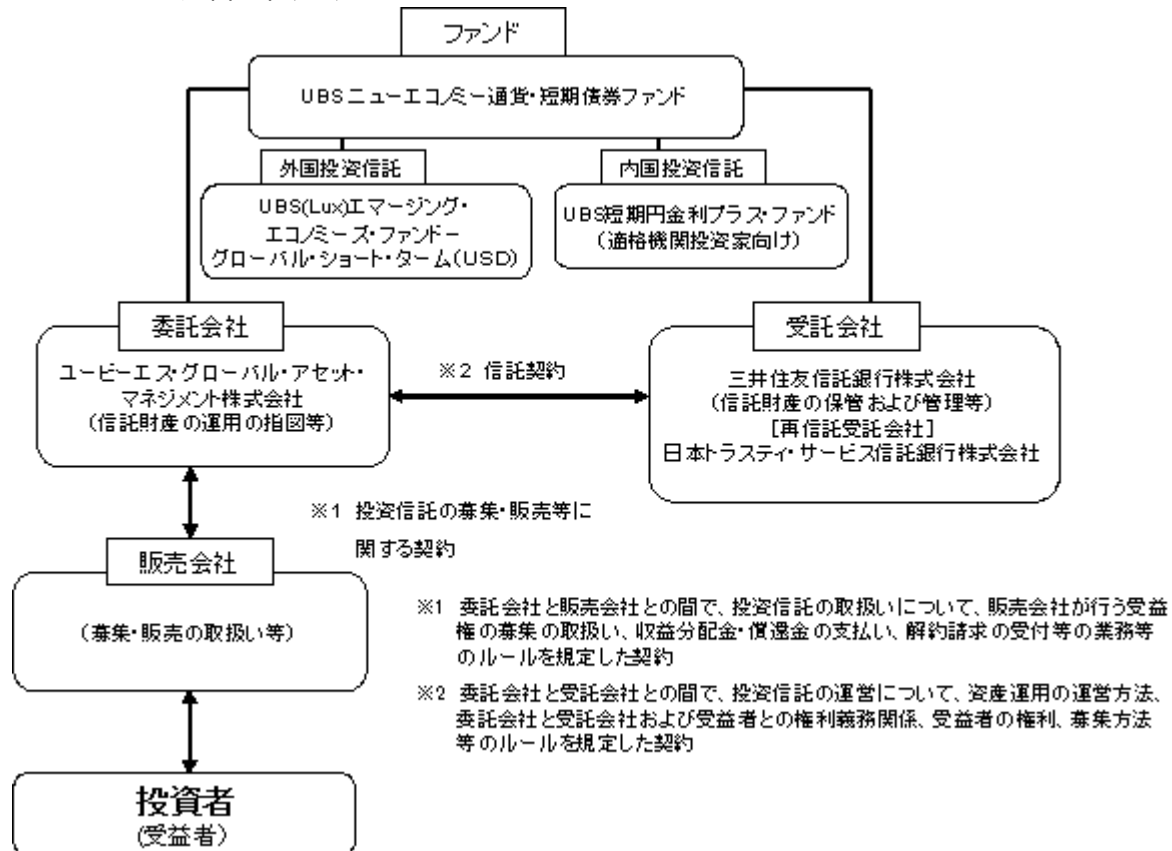 ファンド
UBSニューエコノミー通貨・短期債券ファンド
外国投資信託
内国投資信託
UBS(Lux)エマージング・
エコノミーズ・ファンドー
グローバル・ショート・ターム(USD)
UBS短期円金利プラス・ファンド
(適格機関投資家向け)
委託会社
受託会社
ユービーエス・グローバル・アセット・
マネジメント株式会社
(信託財産の運用の指図等)
※2 信託契約
三井住友信託銀行株式会社
(信託財産の保管および管理等)
[再信託受託会社]
日本トラスティ・サービス信託銀行株式会社
※1 投資信託の募集・販売等に
関する契約
販売会社
(募集・販売の取扱い等)
※1 委託会社と販売会社との間で、投資信託の取扱いについて、販売会社が行う受益
権の募集の取扱い、収益分配金・償還金の支払い、解約請求の受付等の業務等
のルールを規定した契約
※2 委託会社と受託会社との間で、投資信託の運営について、資産運用の運営方法、
委託会社と受託会社および受益者との権利義務関係、受益者の権利、募集方法
等のルールを規定した契約
投資者
(受益者)